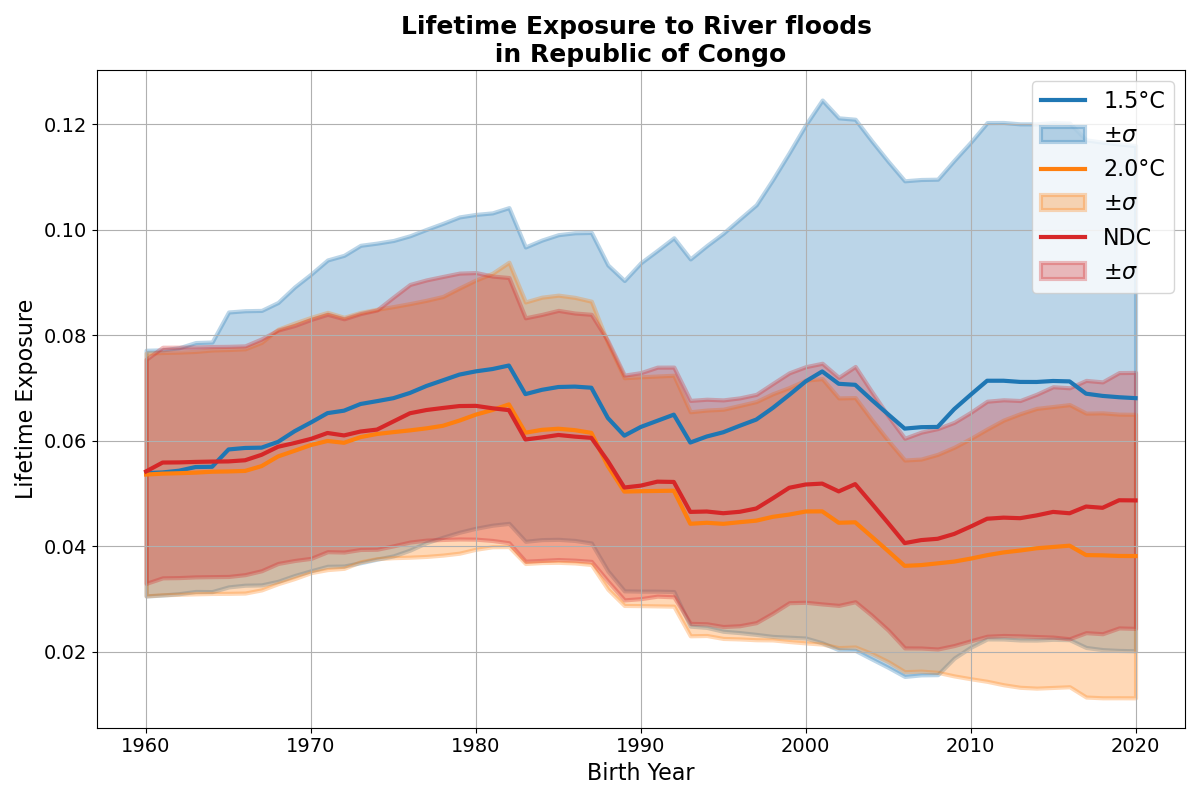 Lifetime Exposure to River floods
in Republic of Congo
Lifetime Exposure
0.12
0.10
0.08
0.06
0.04
0.02
1960
1970
1980
1990
2000
2010
2020
Birth Year
1.5°C
±σ
2.0°C
±σ
NDC
±σ